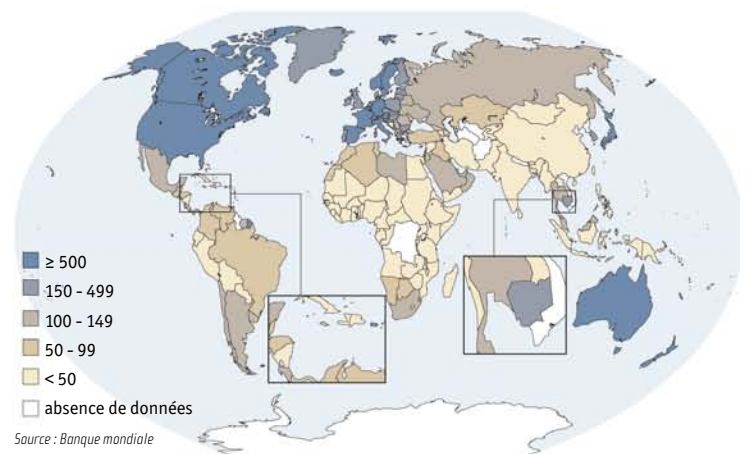 ≥ 500
150 - 499
100 - 149
50 - 99
< 50
absence de données
Source : Banque mondiale